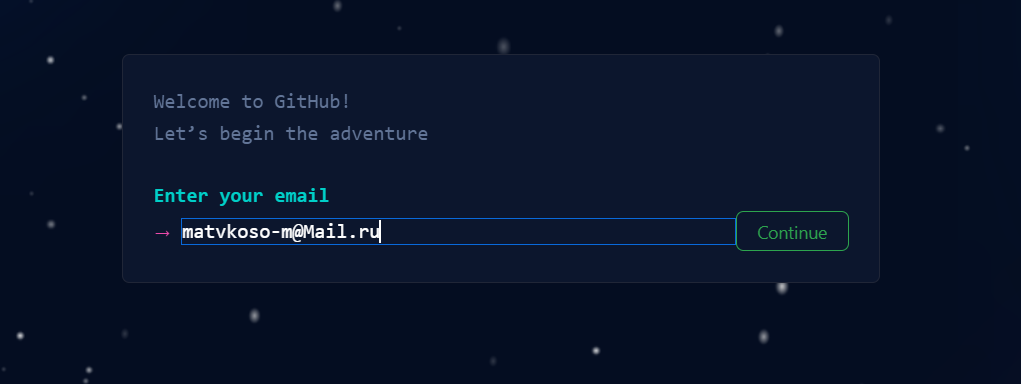 Welcome to GitHub!
Let’s begin the adventure
Enter your email
→ matvkoso-m@Mail.ru Continue